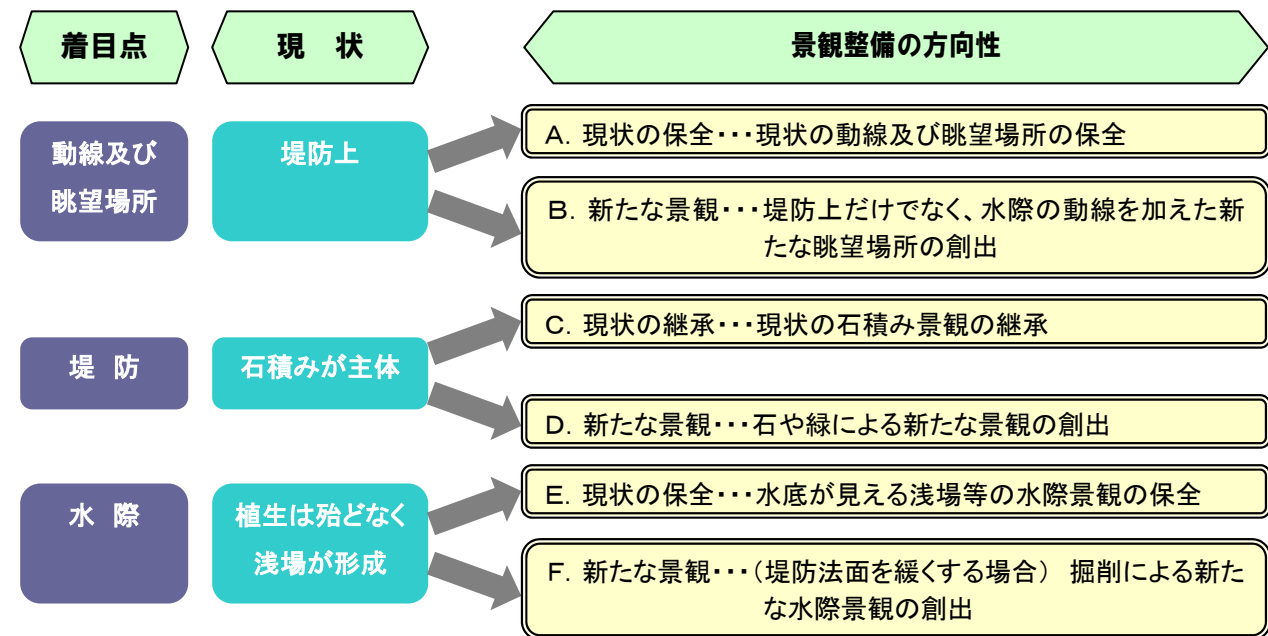 着目点
現　状
景観整備の方向性
動線及び
眺望場所
堤防上
A. 現状の保全・・・現状の動線及び眺望場所の保全
B. 新たな景観・・・堤防上だけでなく、水際の動線を加えた新
たな眺望場所の創出
堤　防
石積みが主体
C. 現状の継承・・・現状の石積み景観の継承
D. 新たな景観・・・石や緑による新たな景観の創出
水　際
植生は殆どなく
浅場が形成
E. 現状の保全・・・水底が見える浅場等の水際景観の保全
F. 新たな景観・・・（堤防法面を緩くする場合）　掘削による新た
な水際景観の創出